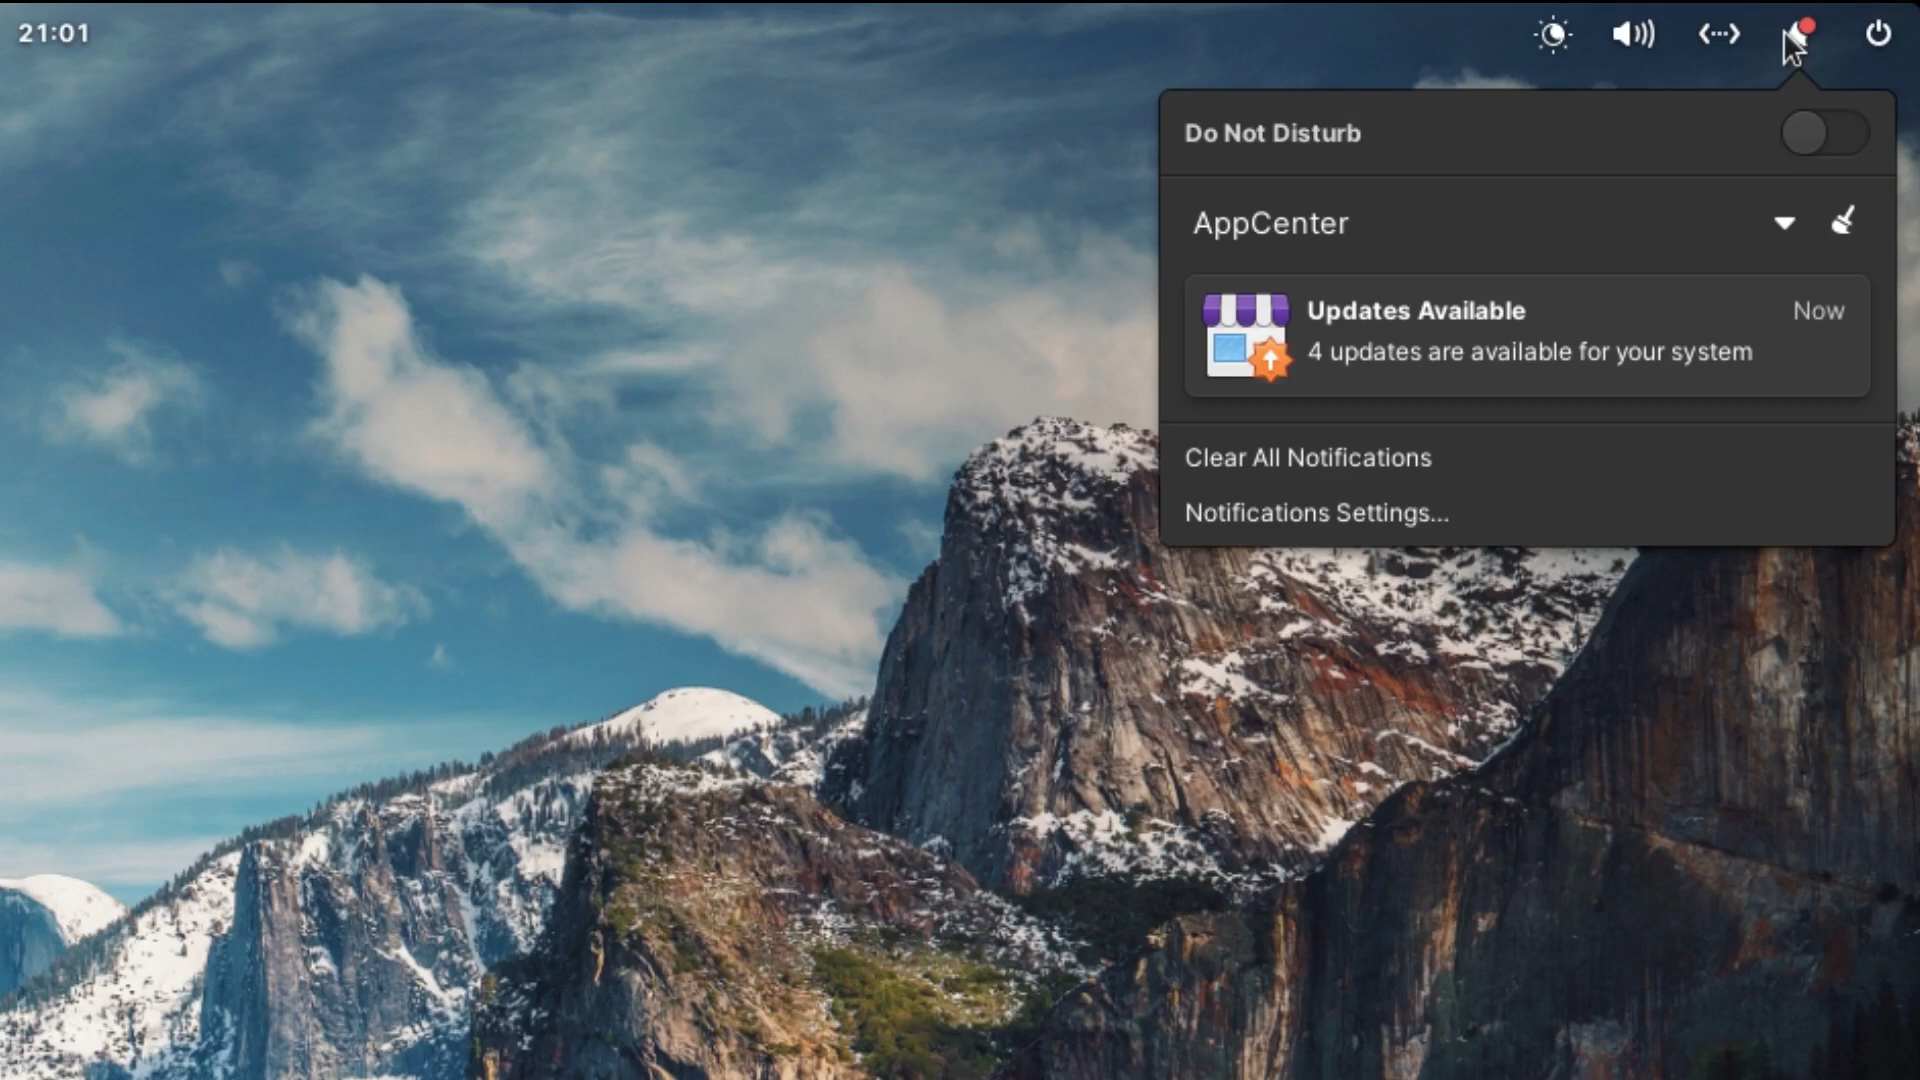 21:01
Do Not Disturb
AppCenter
Updates Available
Now
4 updates are available for your system
Clear All Notifications
Notifications Settings...